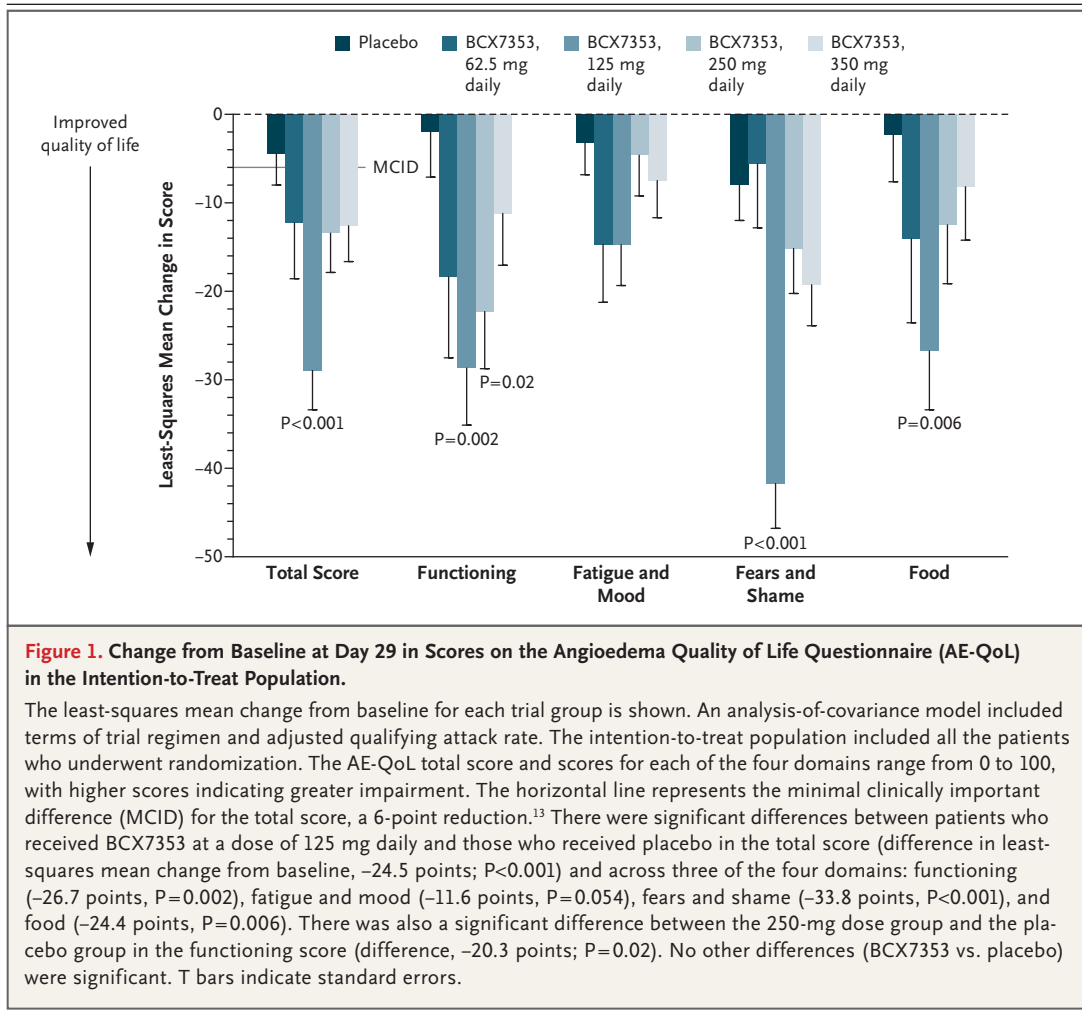 Placebo
BCX7353,
62.5 mg
daily
BCX7353,
125 mg
daily
BCX7353,
250 mg
daily
BCX7353,
350 mg
daily
Improved
quality of life
Least-Squares Mean Change in Score
0
–10
–20
–30
–40
–50
MCID
P<0.001
P=0.002
P=0.02
P<0.001
P=0.006
Total Score
Functioning
Fatigue and
Mood
Fears and
Shame
Food
Figure 1. Change from Baseline at Day 29 in Scores on the Angioedema Quality of Life Questionnaire (AE-QoL)
in the Intention-to-Treat Population.
The least-squares mean change from baseline for each trial group is shown. An analysis-of-covariance model included
terms of trial regimen and adjusted qualifying attack rate. The intention-to-treat population included all the patients
who underwent randomization. The AE-QoL total score and scores for each of the four domains range from 0 to 100,
with higher scores indicating greater impairment. The horizontal line represents the minimal clinically important
difference (MCID) for the total score, a 6-point reduction.¹³ There were significant differences between patients who
received BCX7353 at a dose of 125 mg daily and those who received placebo in the total score (difference in least-
squares mean change from baseline, –24.5 points; P<0.001) and across three of the four domains: functioning
(–26.7 points, P=0.002), fatigue and mood (–11.6 points, P=0.054), fears and shame (–33.8 points, P<0.001), and
food (–24.4 points, P=0.006). There was also a significant difference between the 250-mg dose group and the pla-
cebo group in the functioning score (difference, –20.3 points; P=0.02). No other differences (BCX7353 vs. placebo)
were significant. T bars indicate standard errors.